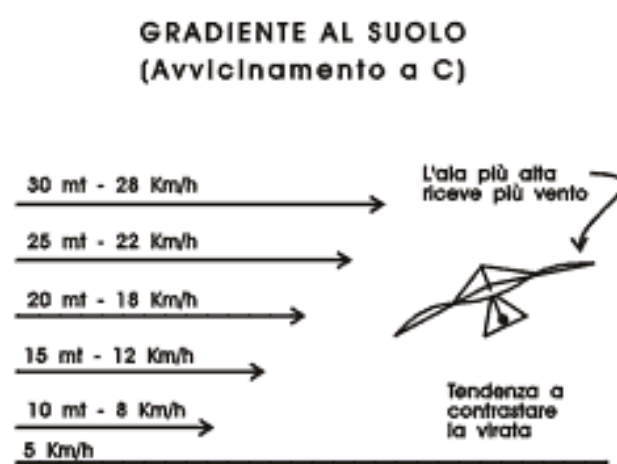 GRADIENTE AL SUOLO
(Avvicinamento a C)
30 mt - 28 Km/h
L'ala più alta
riceve più vento
25 mt - 22 Km/h
20 mt - 18 Km/h
15 mt - 12 Km/h
10 mt - 8 Km/h
5 Km/h
Tendenza a
contrastare
la virata